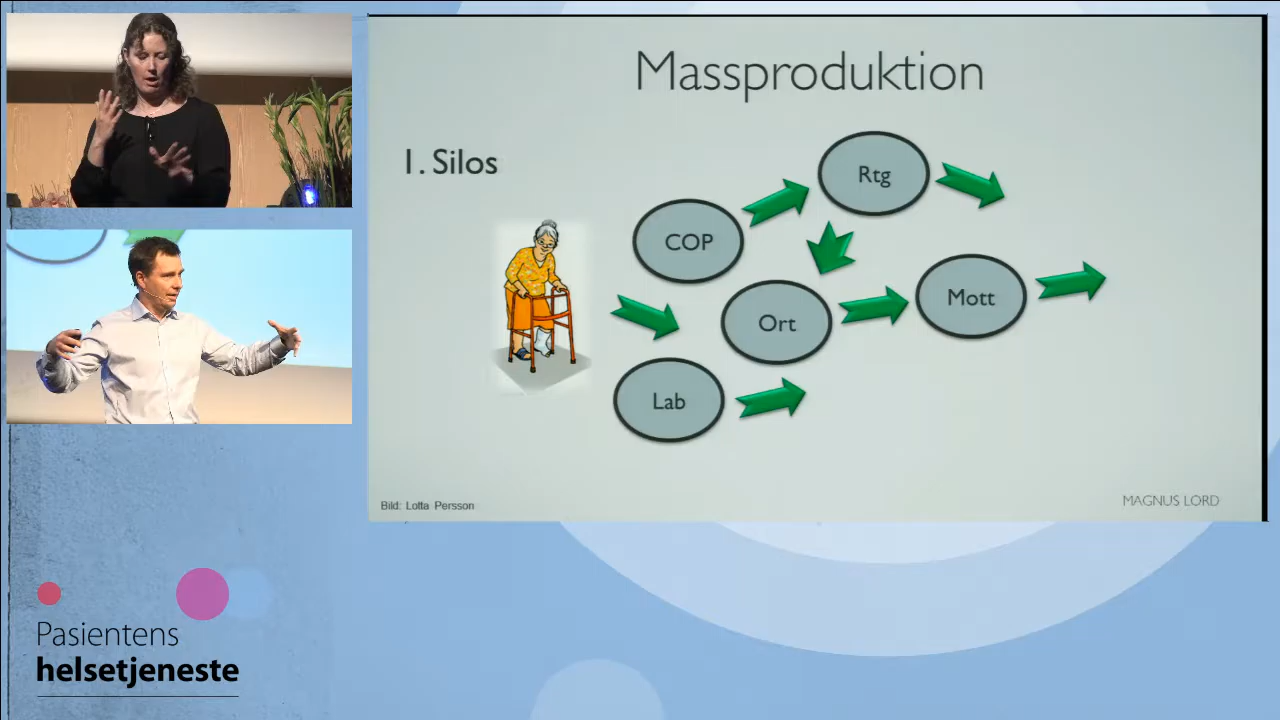 Massproduktion
1. Silos
Rtg
COP
Mott
Ort
Lab
Bild: Lotta Persson
MAGNUS LORD
Pasientens
helsetjeneste